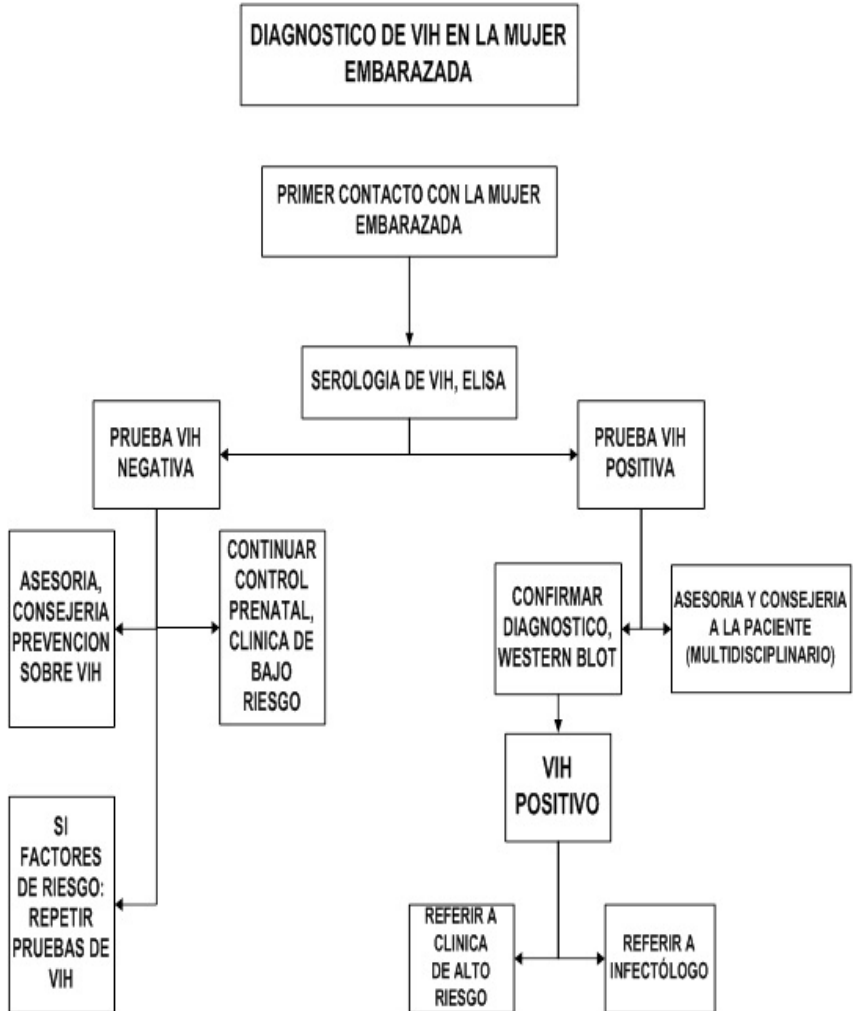 DIAGNOSTICO DE VIH EN LA MUJER
EMBARAZADA
PRIMER CONTACTO CON LA MUJER
EMBARAZADA
SEROLOGIA DE VIH, ELISA
PRUEBA VIH
NEGATIVA
PRUEBA VIH
POSITIVA
ASESORIA,
CONSEJERIA
PREVENCION
SOBRE VIH
CONTINUAR
CONTROL
PRENATAL,
CLINICA DE
BAJO
RIESGO
CONFIRMAR
DIAGNOSTICO,
WESTERN BLOT
ASESORIA Y CONSEJERIA
A LA PACIENTE
(MULTIDISCIPLINARIO)
VIH
POSITIVO
SI
FACTORES
DE RIESGO:
REPETIR
PRUEBAS DE
VIH
REFERIR A
CLINICA
DE ALTO
RIESGO
REFERIR A
INFECTÓLOGO